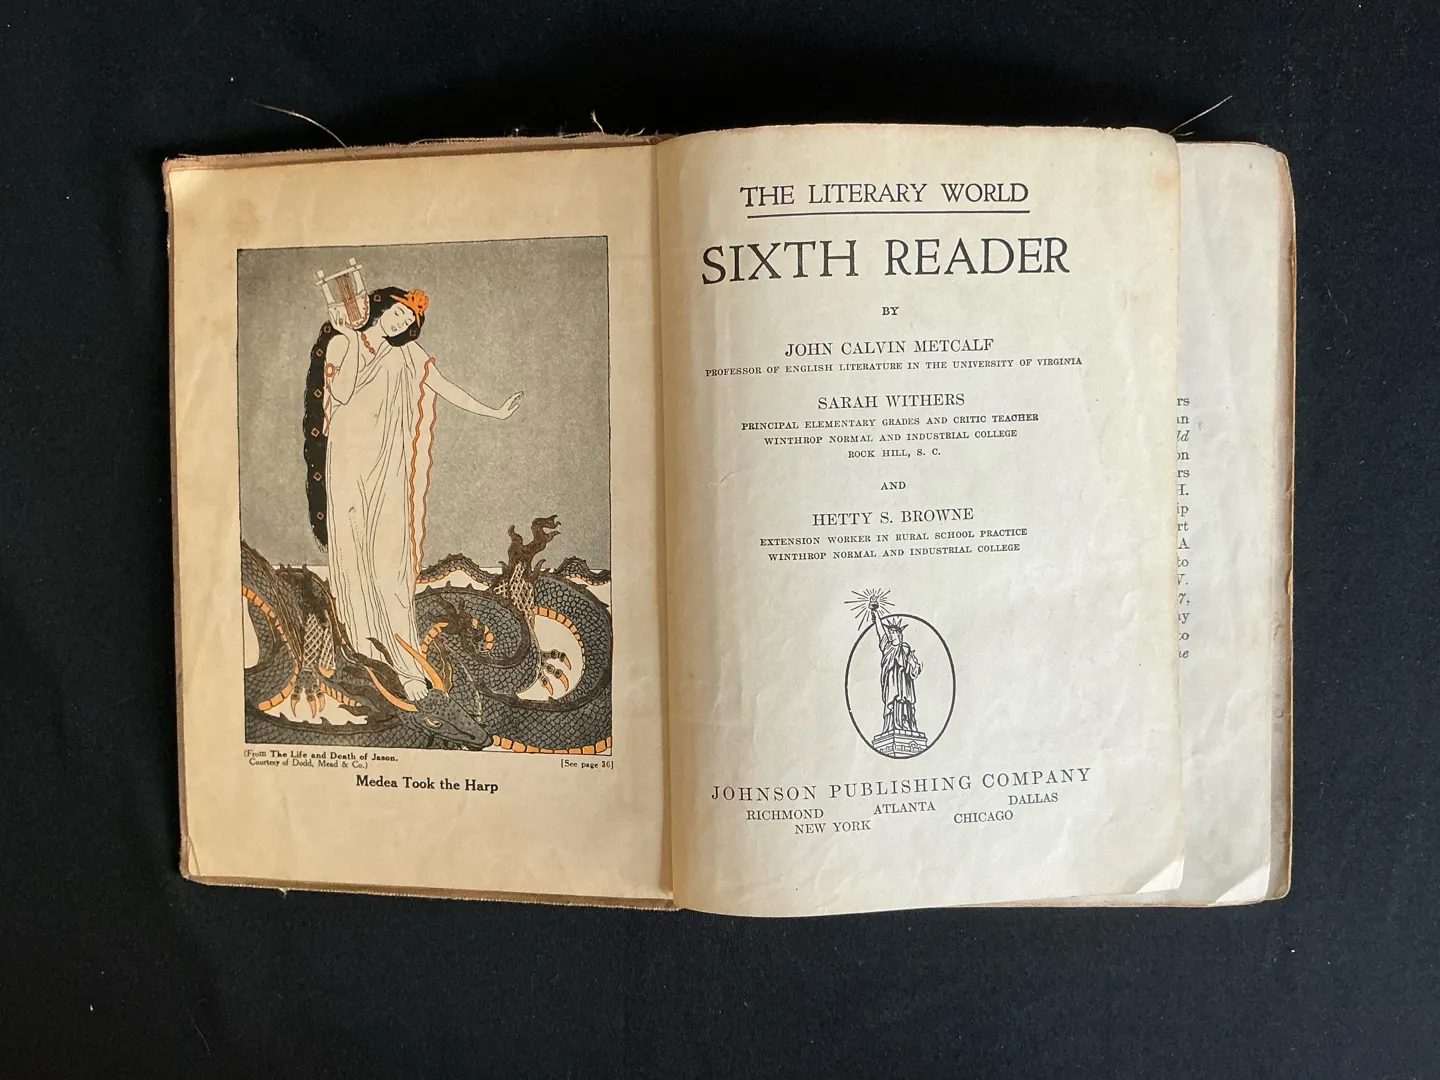 (From The Life and Death of Jason.
Courtesy of Dodd, Mead & Co.)
[See page 36]
Medea Took the Harp
THE LITERARY WORLD
SIXTH READER
BY
JOHN CALVIN METCALF
PROFESSOR OF ENGLISH LITERATURE IN THE UNIVERSITY OF VIRGINIA
SARAH WITHERS
PRINCIPAL ELEMENTARY GRADES AND CRITIC TEACHER
WINTHROP NORMAL AND INDUSTRIAL COLLEGE
ROCK HILL, S. C.
AND
HETTY S. BROWNE
EXTENSION WORKER IN RURAL SCHOOL PRACTICE
WINTHROP NORMAL AND INDUSTRIAL COLLEGE
JOHNSON PUBLISHING COMPANY
RICHMOND ATLANTA DALLAS
NEW YORK CHICAGO